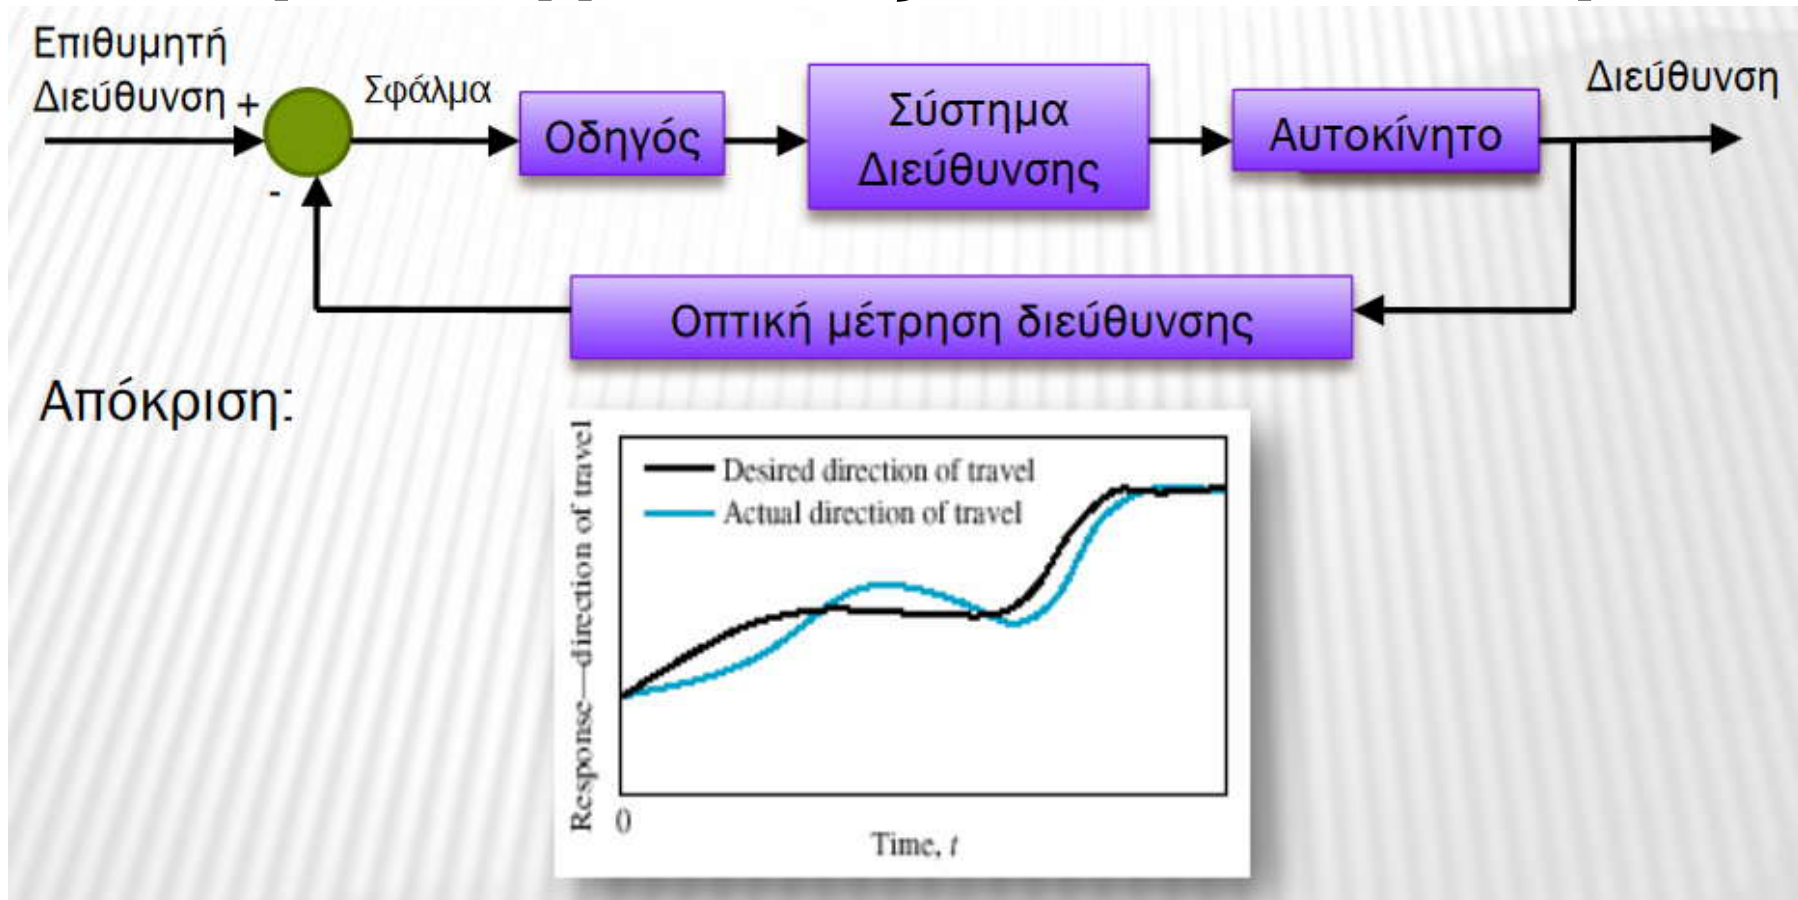 Επιθυμητή
Διεύθυνση +
Σφάλμα
Οδηγός
Σύστημα
Διεύθυνσης
Αυτοκίνητο
Διεύθυνση
-
Οπτική μέτρηση διεύθυνσης
Απόκριση:
Response—direction of travel
Desired direction of travel
Actual direction of travel
0
Time, t